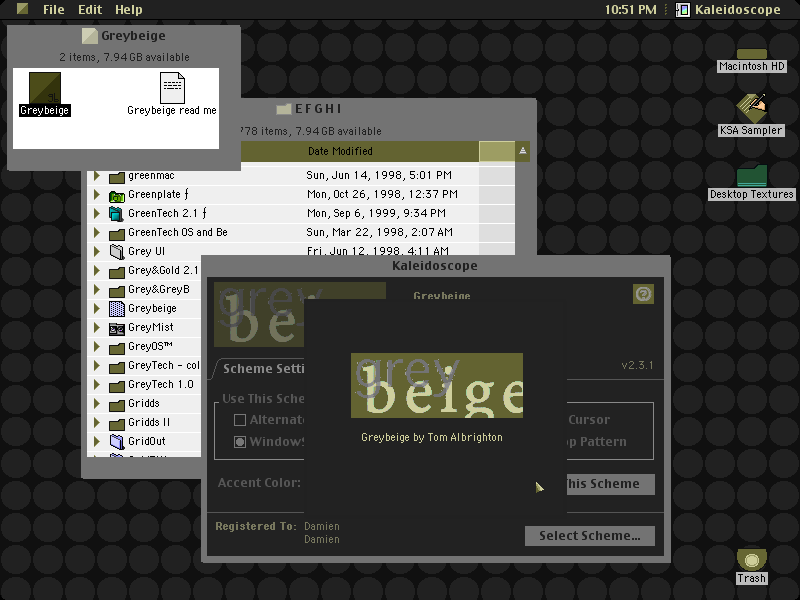 File Edit Help
10:51 PM Kaleidoscope
Greybeige
2 items, 7.94 GB available
Greybeige
Greybeige read me
Macintosh HD
KSA Sampler
Desktop Textures
Trash
EFGHI
778 items, 7.94 GB available
Date Modified
greenmac Sun, Jun 14, 1998, 5:01 PM
Greenplate ƒ Mon, Oct 26, 1998, 12:37 PM
GreenTech 2.1 ƒ Mon, Sep 6, 1999, 9:34 PM
GreenTech OS and Be Sun, Mar 22, 1998, 2:07 AM
Grey UI Fri, Jun 12, 1998, 4:11 AM
Grey&Gold 2.1
Grey&GreyB
Greybeige
GreyMist
GreyOS™
GreyTech - col
GreyTech 1.0
Gridds
Gridds II
GridOut
Kaleidoscope
grey
be
Greybeige
Scheme Setti
v2.3.1
Use This Sche
Alternat
Window
Cursor
Pattern
Accent Color:
This Scheme
Registered To: Damien
Damien
Select Scheme...
grey
beige
Greybeige by Tom Albrighton